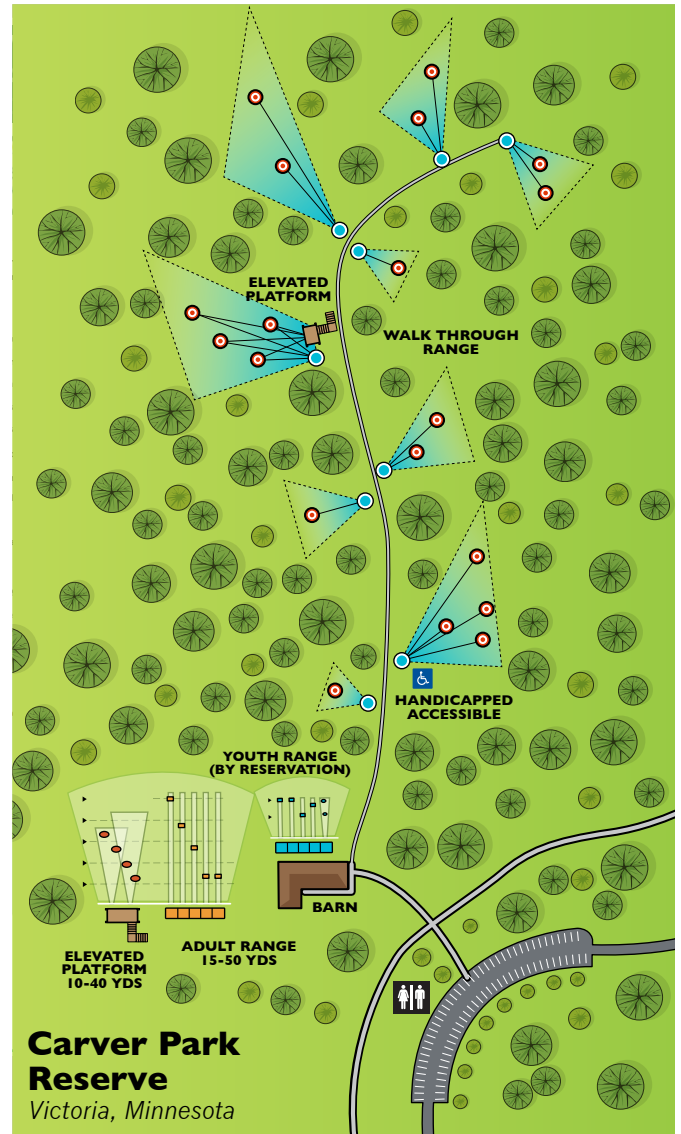 ELEVATED
PLATFORM
WALK THROUGH
RANGE
HANDICAPPED
ACCESSIBLE
YOUTH RANGE
(BY RESERVATION)
BARN
ELEVATED
PLATFORM
10-40 YDS
ADULT RANGE
15-50 YDS
Carver Park
Reserve
Victoria, Minnesota